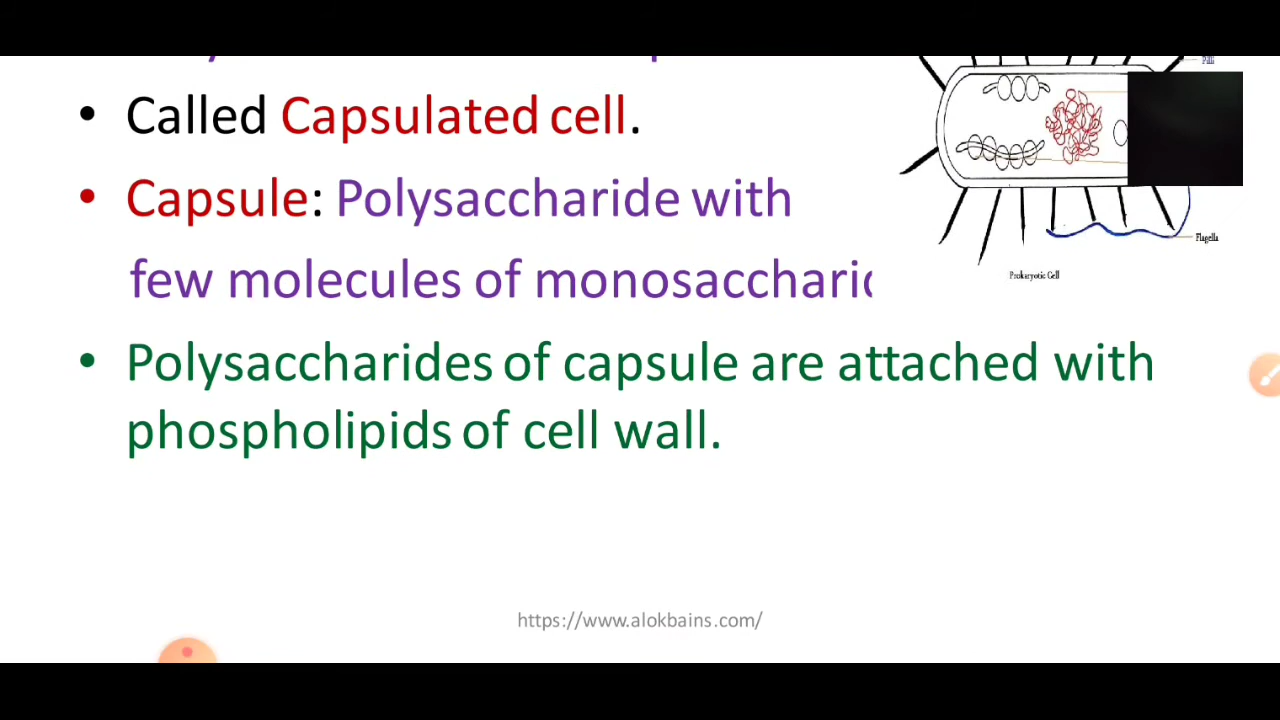 Pilli
• Called Capsulated cell.
• Capsule: Polysaccharide with
few molecules of
Flagella
Prokaryotic Cell
• Polysaccharides of capsule are attached with
phospholipids of cell wall.
https://www.alokbains.com/